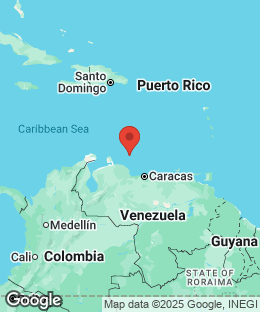 Santo
Domingo
Puerto Rico
Caribbean Sea
Caracas
Venezuela
Medellín
Guyana
Cali
Colombia
STATE OF
RORAIMA
Google
Map data ©2025 Google, INEGI